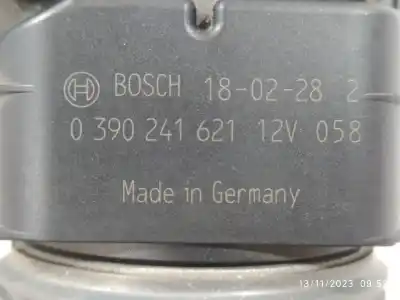 BOSCH 18-02-28 2
0 390 241 621 12V 058
Made in Germany
13/11/2023 09:5